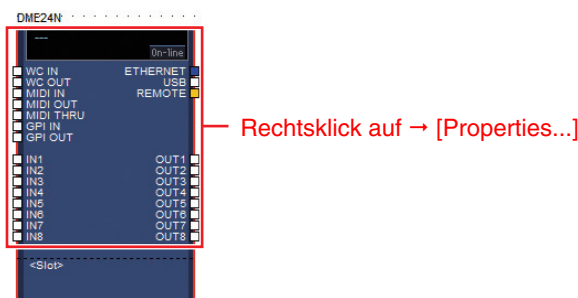 DME24N
---
On-line
WC IN ETHERNET
WC OUT USB
MIDI IN REMOTE
MIDI OUT
MIDI THRU
GPI IN
GPI OUT
Rechtsklick auf → [Properties...]
IN1 OUT1
IN2 OUT2
IN3 OUT3
IN4 OUT4
IN5 OUT5
IN6 OUT6
IN7 OUT7
IN8 OUT8
<Slot>